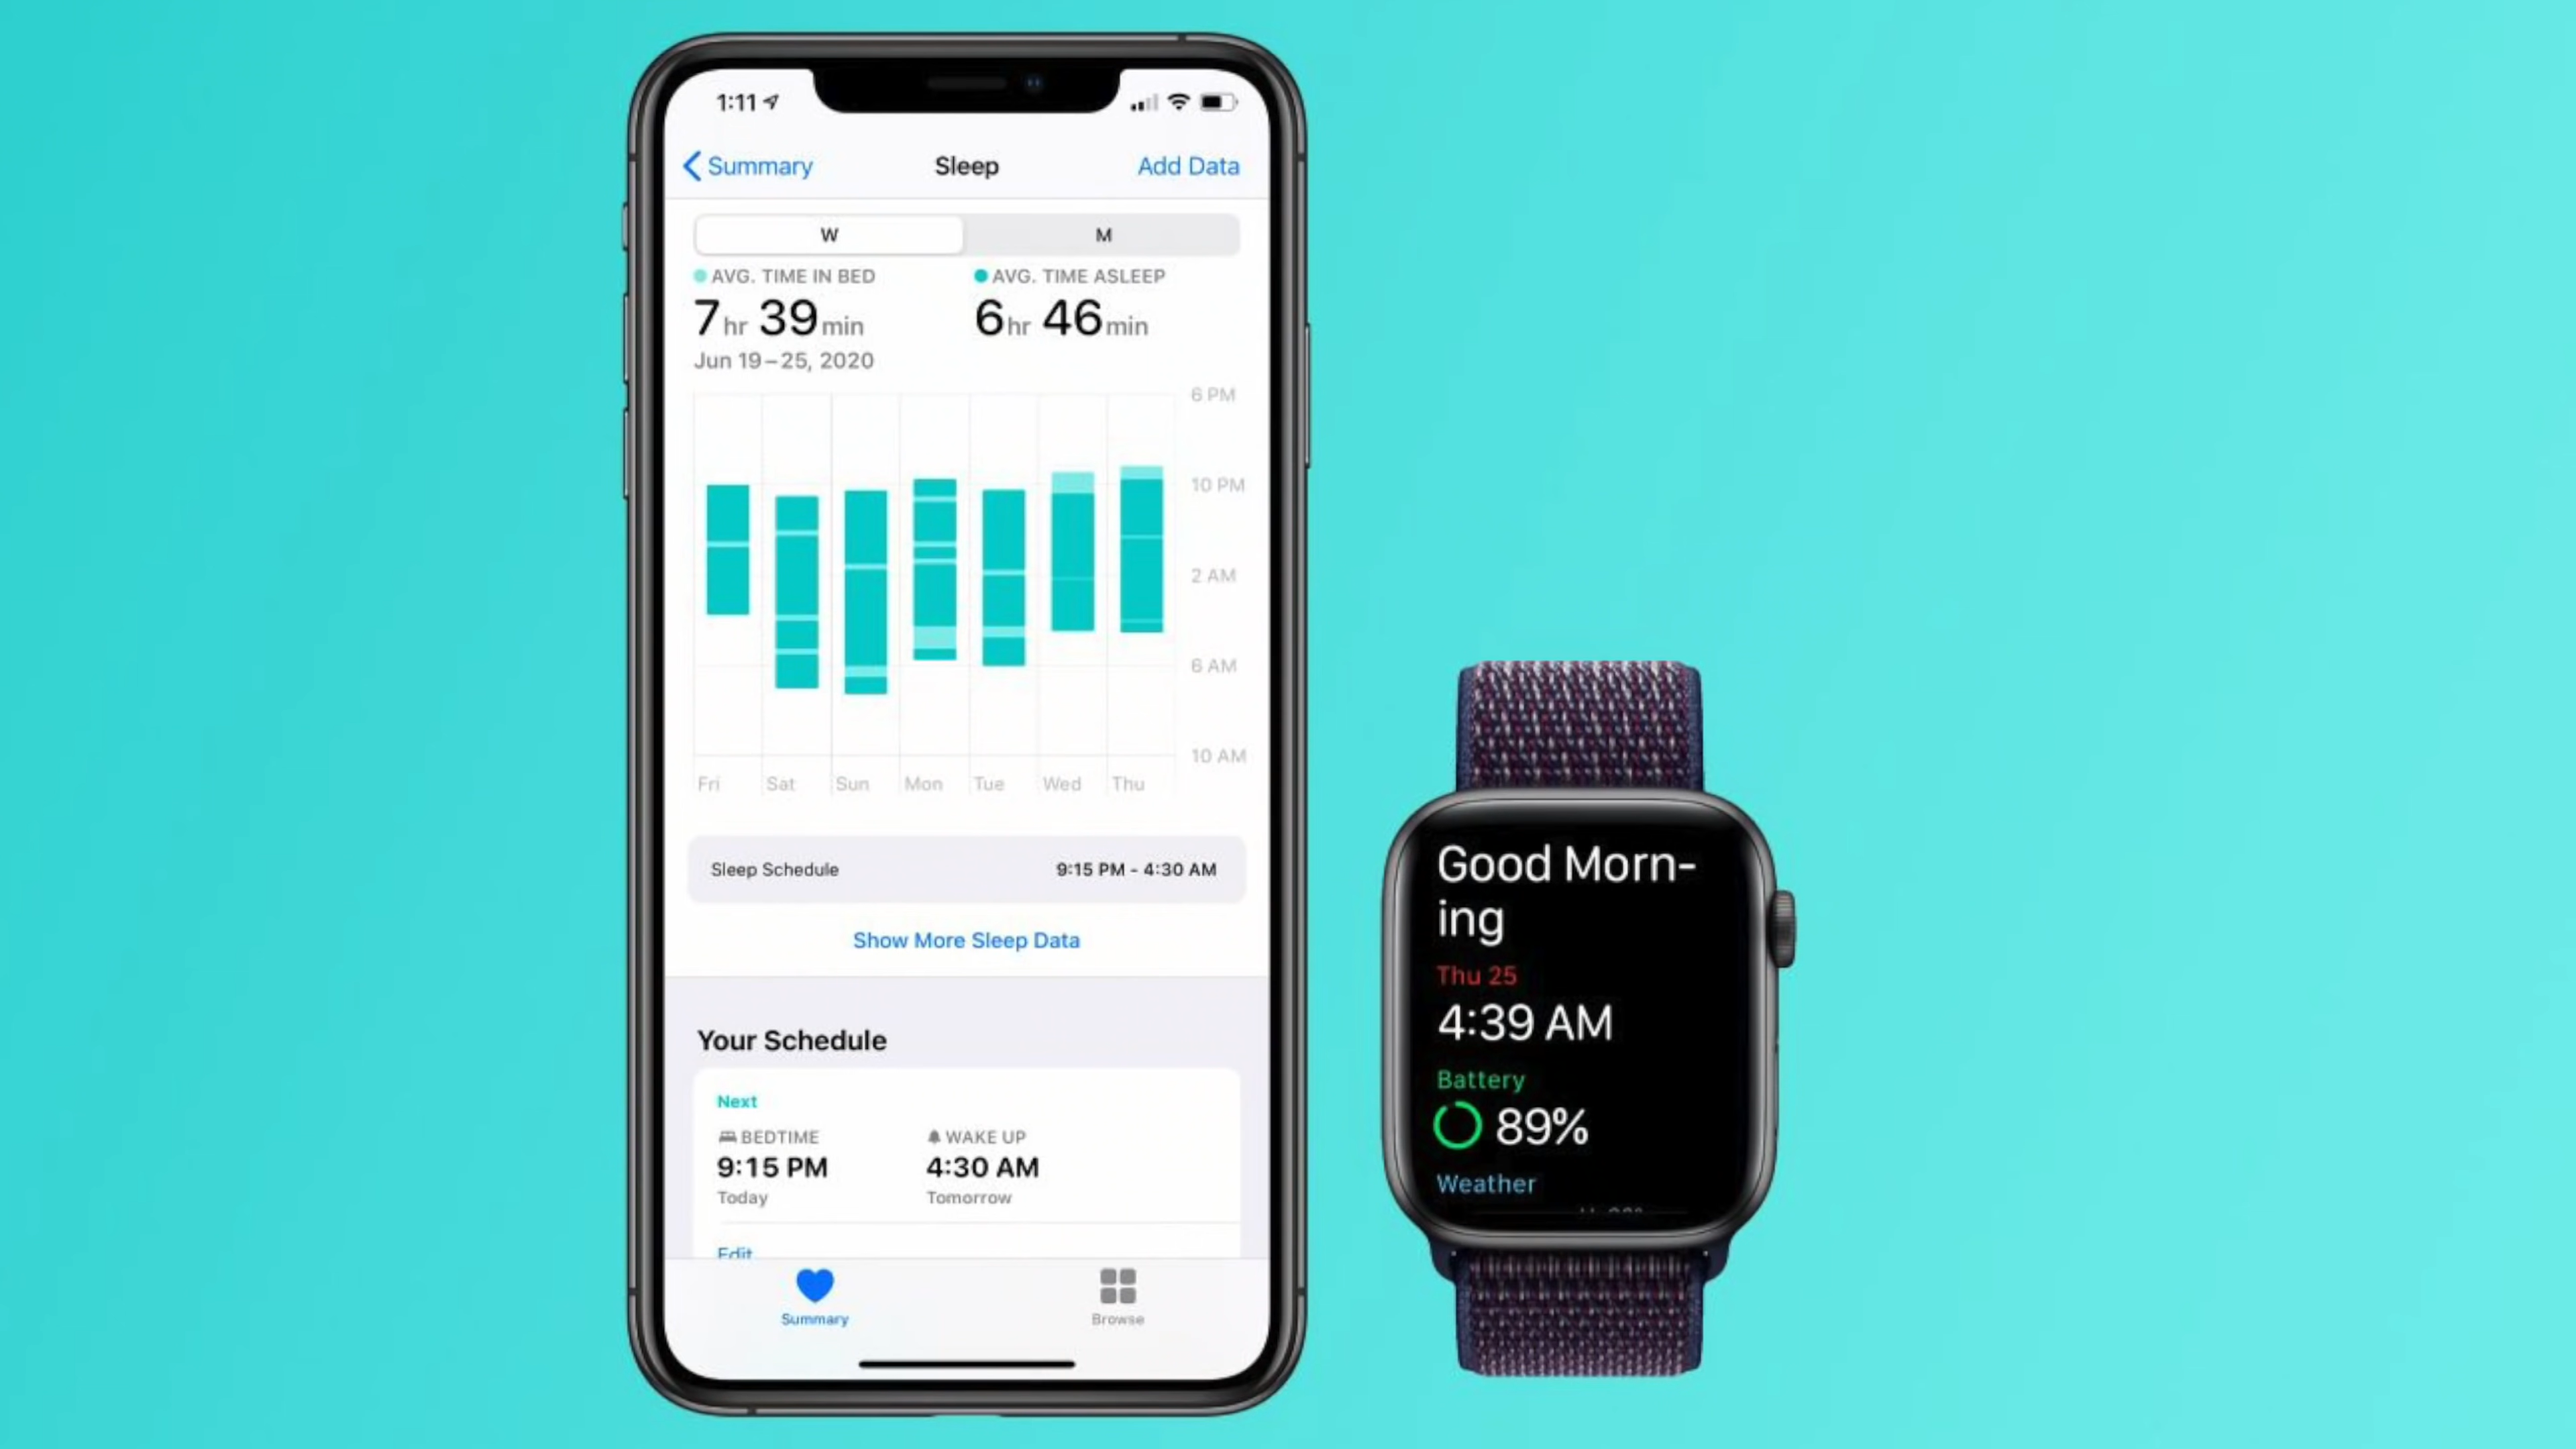 1:11
Summary Sleep Add Data
W M
AVG. TIME IN BED AVG. TIME ASLEEP
7 hr 39 min 6 hr 46 min
Jun 19–25, 2020
6 PM
10 PM
2 AM
6 AM
10 AM
Fri Sat Sun Mon Tue Wed Thu
Sleep Schedule 9:15 PM - 4:30 AM
Show More Sleep Data
Your Schedule
Next
BEDTIME WAKE UP
9:15 PM 4:30 AM
Today Tomorrow
Edit
Summary Browse
Good Morn-
ing
Thu 25
4:39 AM
Battery
89%
Weather